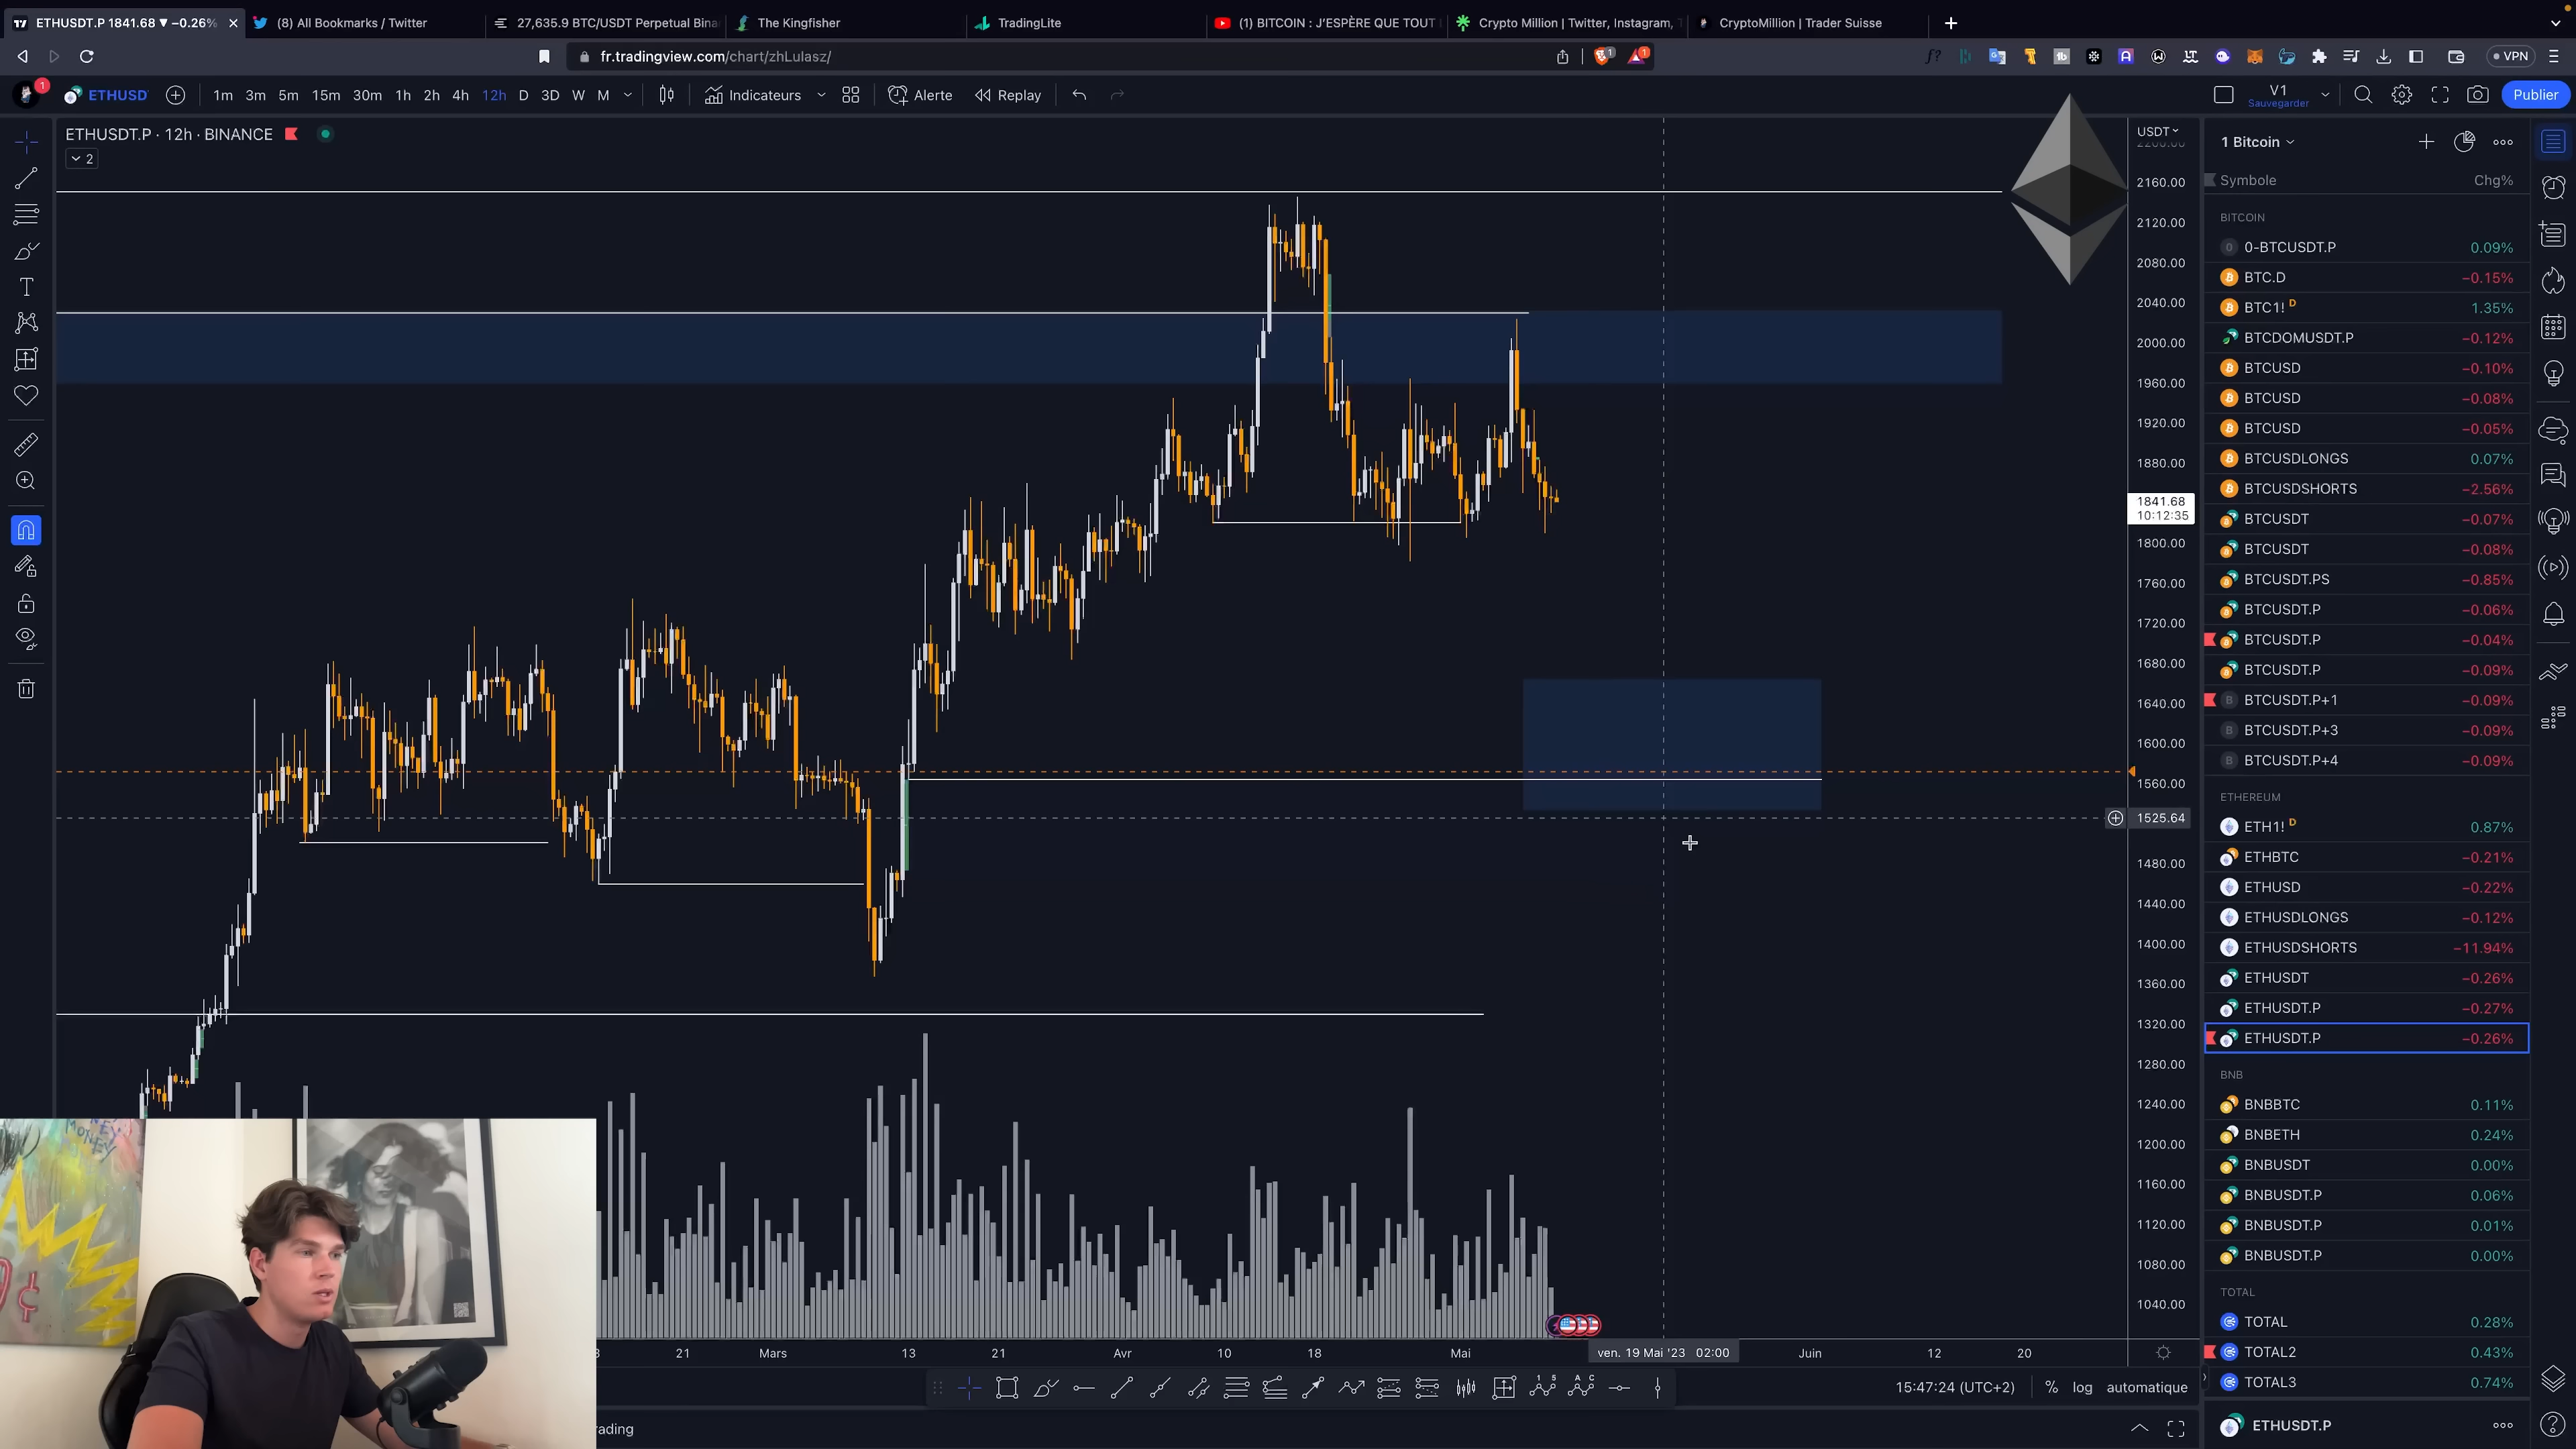 ETHUSDT.P 1841.68 ▼ −0.26%
(8) All Bookmarks / Twitter
27,635.9 BTC/USDT Perpetual Bina
The Kingfisher
TradingLite
(1) BITCOIN : J'ESPÈRE QUE TOUT
Crypto Million | Twitter, Instagram,
CryptoMillion | Trader Suisse
fr.tradingview.com/chart/zhLulasz/
1
1
VPN
1
ETHUSD
1m 3m 5m 15m 30m 1h 2h 4h 12h D 3D W M
Indicateurs
Alerte
Replay
V1
Sauvegarder
Publier
ETHUSDT.P · 12h · BINANCE
2
USDT
2160.00
2120.00
2080.00
2040.00
2000.00
1960.00
1920.00
1880.00
1841.68
10:12:35
1800.00
1760.00
1720.00
1680.00
1640.00
1600.00
1560.00
1525.64
1480.00
1440.00
1400.00
1360.00
1320.00
1280.00
1240.00
1200.00
1160.00
1120.00
1080.00
1040.00
1 Bitcoin
Symbole Chg%
BITCOIN
0-BTCUSDT.P 0.09%
BTC.D −0.15%
BTC1! D 1.35%
BTCDOMUSDT.P −0.12%
BTCUSD −0.10%
BTCUSD −0.08%
BTCUSD −0.05%
BTCUSDLONGS 0.07%
BTCUSDSHORTS −2.56%
BTCUSDT −0.07%
BTCUSDT −0.08%
BTCUSDT.PS −0.85%
BTCUSDT.P −0.06%
BTCUSDT.P −0.04%
BTCUSDT.P −0.09%
BTCUSDT.P+1 −0.09%
BTCUSDT.P+3 −0.09%
BTCUSDT.P+4 −0.09%
ETHEREUM
ETH1! D 0.87%
ETHBTC −0.21%
ETHUSD −0.22%
ETHUSDLONGS −0.12%
ETHUSDSHORTS −11.94%
ETHUSDT −0.26%
ETHUSDT.P −0.27%
ETHUSDT.P −0.26%
BNB
BNBBTC 0.11%
BNBETH 0.24%
BNBUSDT 0.00%
BNBUSDT.P 0.06%
BNBUSDT.P 0.01%
BNBUSDT.P 0.00%
TOTAL
TOTAL 0.28%
TOTAL2 0.43%
TOTAL3 0.74%
ETHUSDT.P
MONEY
21 Mars 13 21 Avr 10 18 Mai ven. 19 Mai '23 02:00 Juin 12 20
15:47:24 (UTC+2) % log automatique
ading